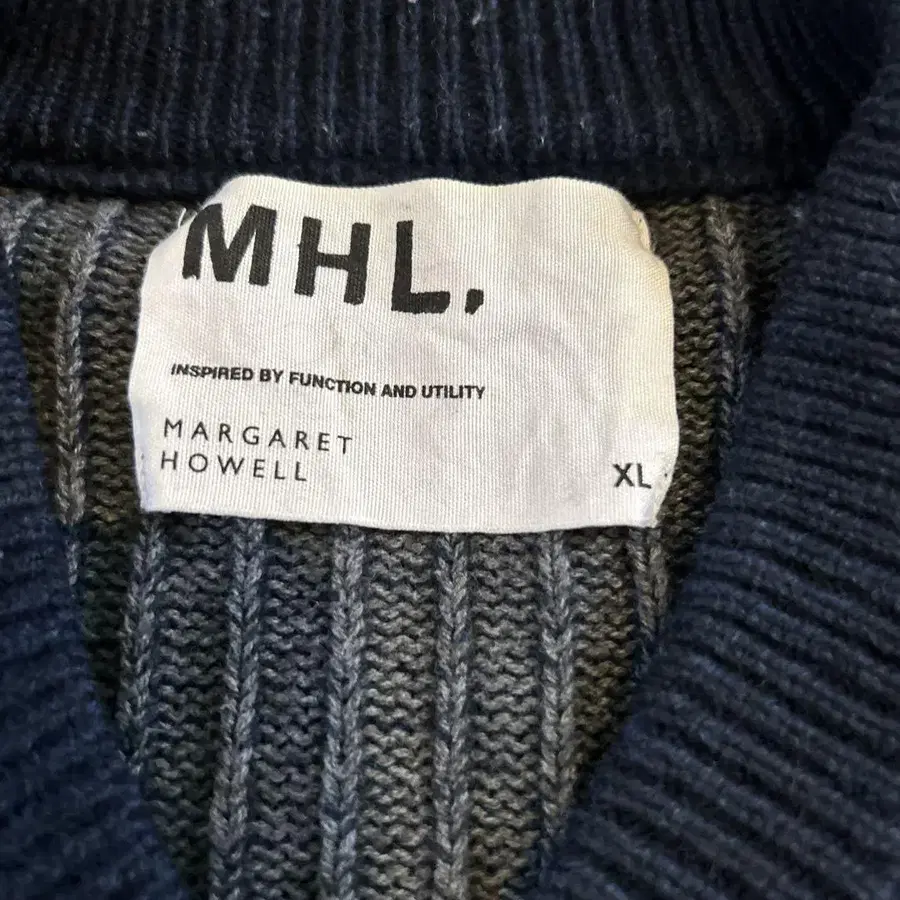 MHL.
INSPIRED BY FUNCTION AND UTILITY
MARGARET
HOWELL
XL